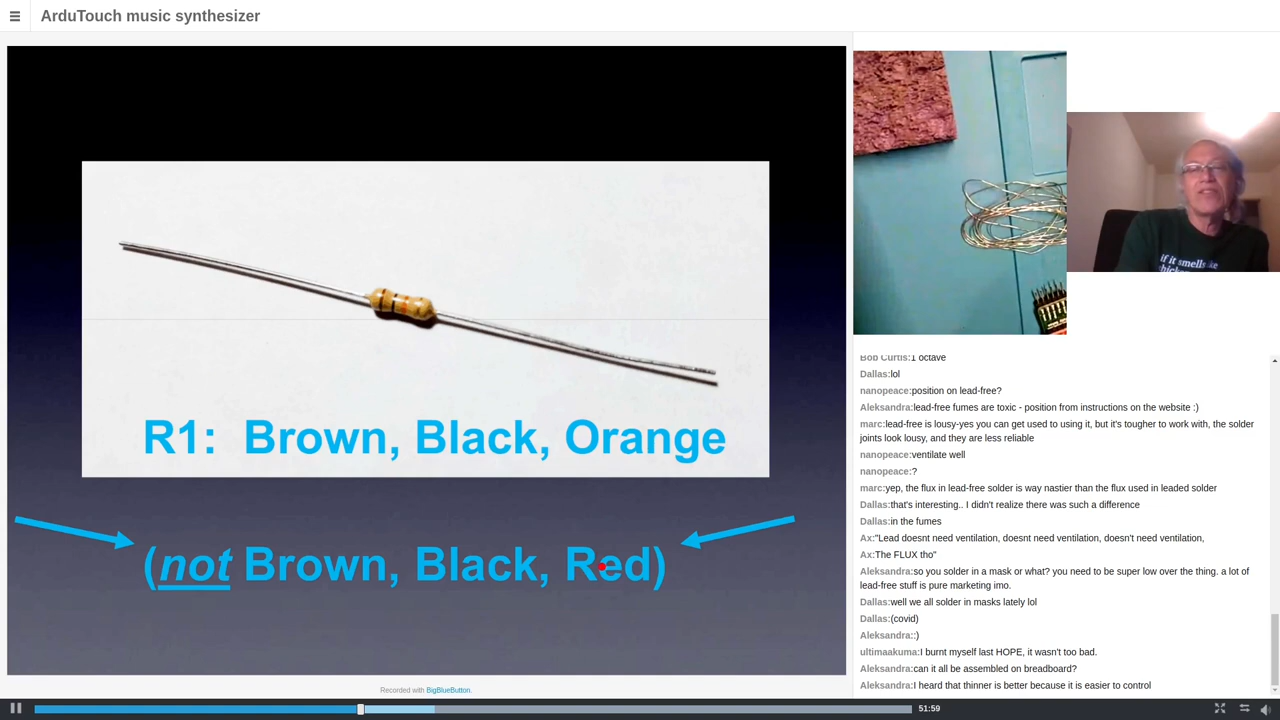 ArduTouch music synthesizer
R1: Brown, Black, Orange
(not Brown, Black, Red)
Recorded with BigBlueButton.
If it smells like
chicken
Bob Curtis:1 octave
Dallas:lol
nanopeace:position on lead-free?
Aleksandra:lead-free fumes are toxic - position from instructions on the website :)
marc:lead-free is lousy-yes you can get used to using it, but it's tougher to work with, the solder
joints look lousy, and they are less reliable
nanopeace:ventilate well
nanopeace:?
marc:yep, the flux in lead-free solder is way nastier than the flux used in leaded solder
Dallas:that's interesting.. I didn't realize there was such a difference
Dallas:in the fumes
Ax:"Lead doesnt need ventilation, doesnt need ventilation, doesn't need ventilation,
Ax:The FLUX tho"
Aleksandra:so you solder in a mask or what? you need to be super low over the thing. a lot of
lead-free stuff is pure marketing imo.
Dallas:well we all solder in masks lately lol
Dallas:(covid)
Aleksandra::)
ultimaakuma:I burnt myself last HOPE, it wasn't too bad.
Aleksandra:can it all be assembled on breadboard?
Aleksandra:I heard that thinner is better because it is easier to control
51:59